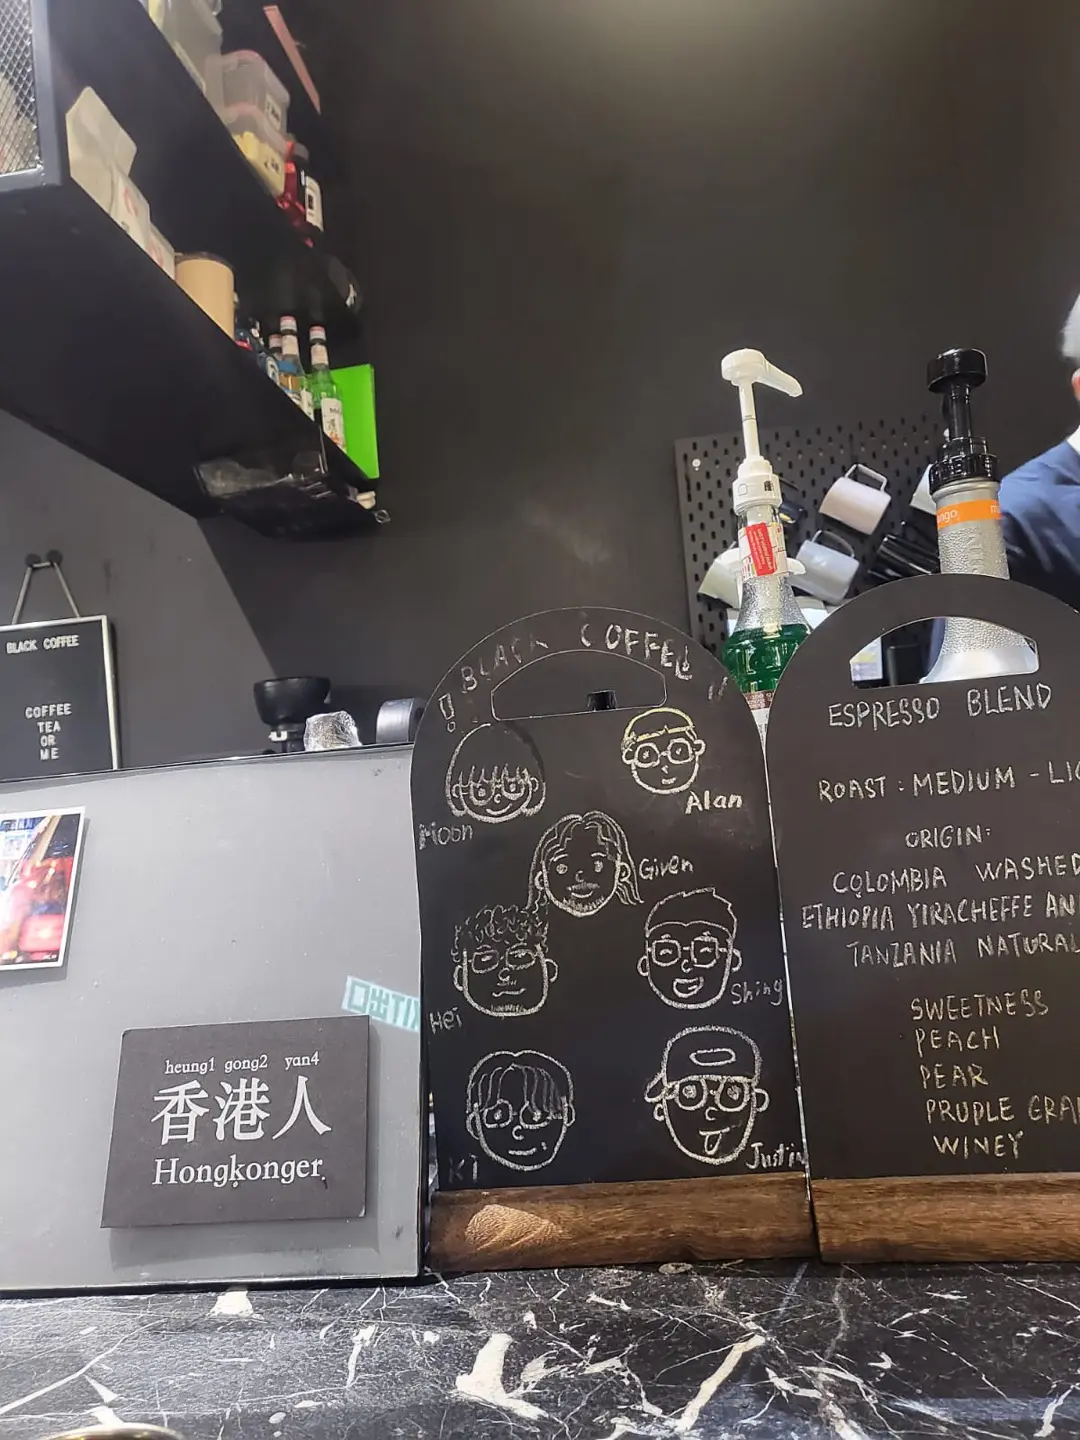 BLACK COFFEE
COFFEE
TEA
OR
ME
heung1 gong2 yan4
香港人
Hongkonger
BLACK COFFEE
Moon
Alan
Given
Hei
Shing
Ki
Justin
ESPRESSO BLEND
ROAST : MEDIUM -
ORIGIN:
COLOMBIA WASHED
ETHIOPIA YIRACHEFFE
TANZANIA NATURAL
SWEETNESS
PEACH
PEAR
PRUPLE
WINEY